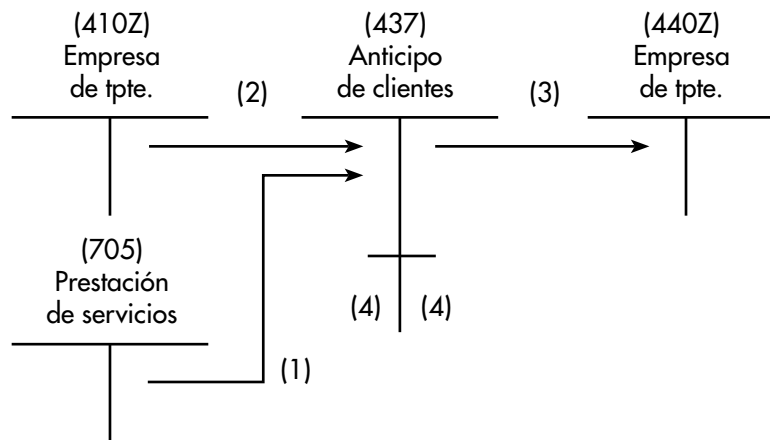 (410Z)
Empresa
de tpte.
(2)
(437)
Anticipo
de clientes
(3)
(440Z)
Empresa
de tpte.
(705)
Prestación
de servicios
(1)
(4)
(4)